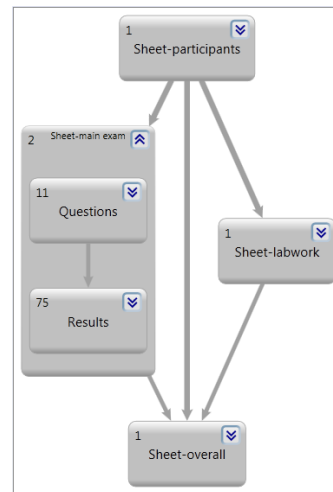 1
Sheet-participants
2
Sheet-main exam
11
Questions
75
Results
1
Sheet-labwork
1
Sheet-overall